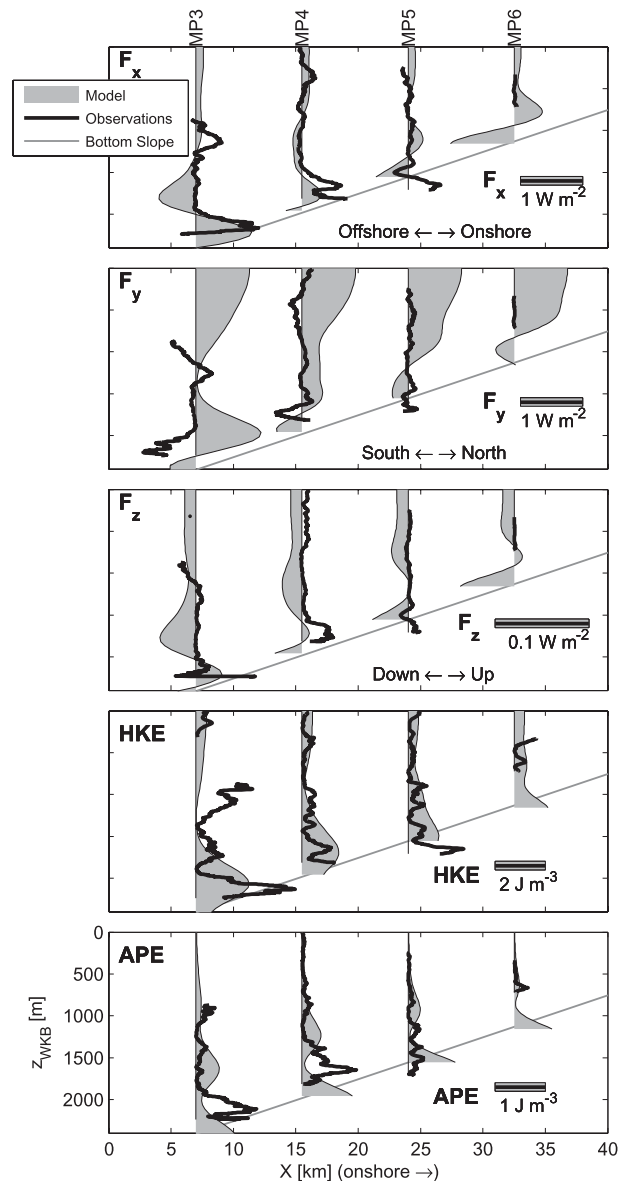 MP3 MP4 MP5 MP6
Fx
Model
Observations
Bottom Slope
Fx
1 W m-2
Offshore ← → Onshore
Fy
Fy
1 W m-2
South ← → North
Fz
Fz
0.1 W m-2
Down ← → Up
HKE
HKE
2 J m-3
APE
0
500
1000
1500
2000
zWKB [m]
APE
1 J m-3
0 5 10 15 20 25 30 35 40
X [km] (onshore →)